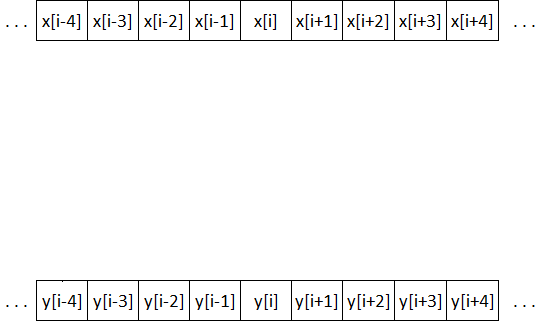 ... x[i-4] x[i-3] x[i-2] x[i-1] x[i] x[i+1] x[i+2] x[i+3] x[i+4] ...
... y[i-4] y[i-3] y[i-2] y[i-1] y[i] y[i+1] y[i+2] y[i+3] y[i+4] ...